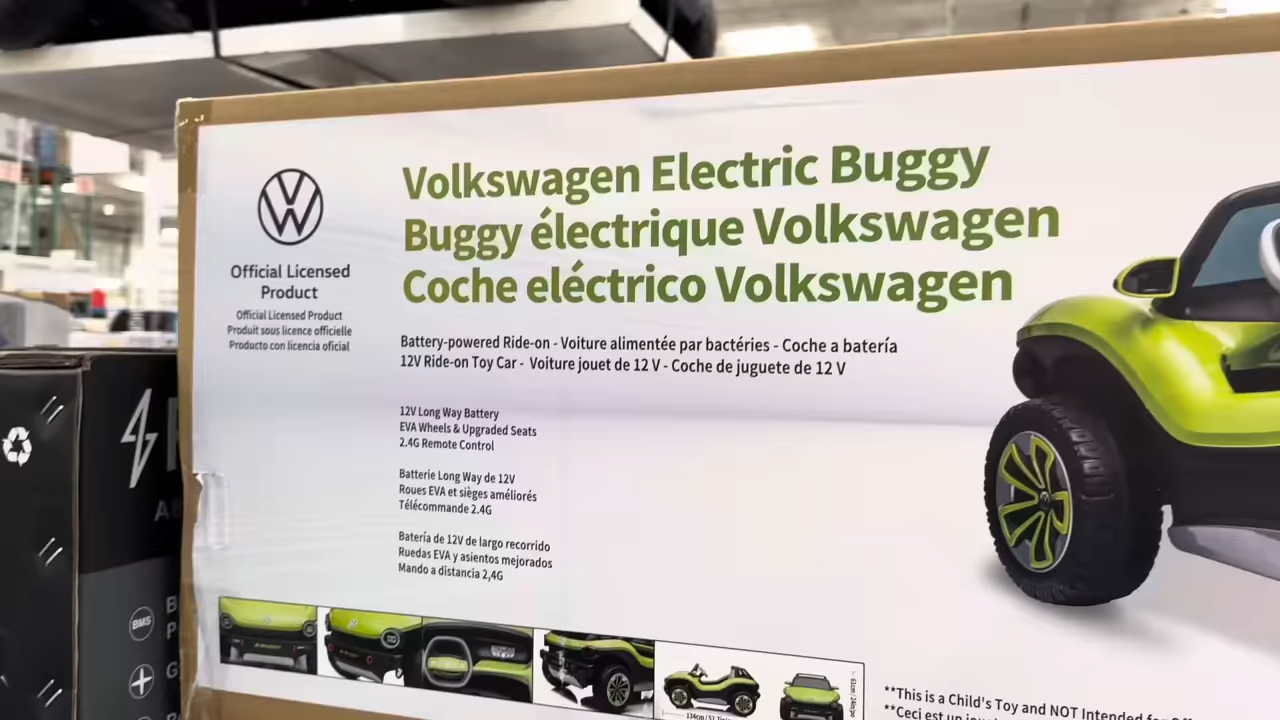 Volkswagen Electric Buggy
Buggy électrique Volkswagen
Coche eléctrico Volkswagen
Official Licensed
Product
Official Licensed Product
Produit sous licence officielle
Producto con licencia oficial
Battery-powered Ride-on - Voiture alimentée par bactéries - Coche a batería
12V Ride-on Toy Car - Voiture jouet de 12 V - Coche de juguete de 12 V
12V Long Way Battery
EVA Wheels & Upgraded Seats
2.4G Remote Control
Batterie Long Way de 12V
Roues EVA et sièges améliorés
Télécommande 2.4G
Batería de 12V de largo recorrido
Ruedas EVA y asientos mejorados
Mando a distancia 2,4G
BMS
**This is a Child's Toy and NOT Intended for
**Ceci est un